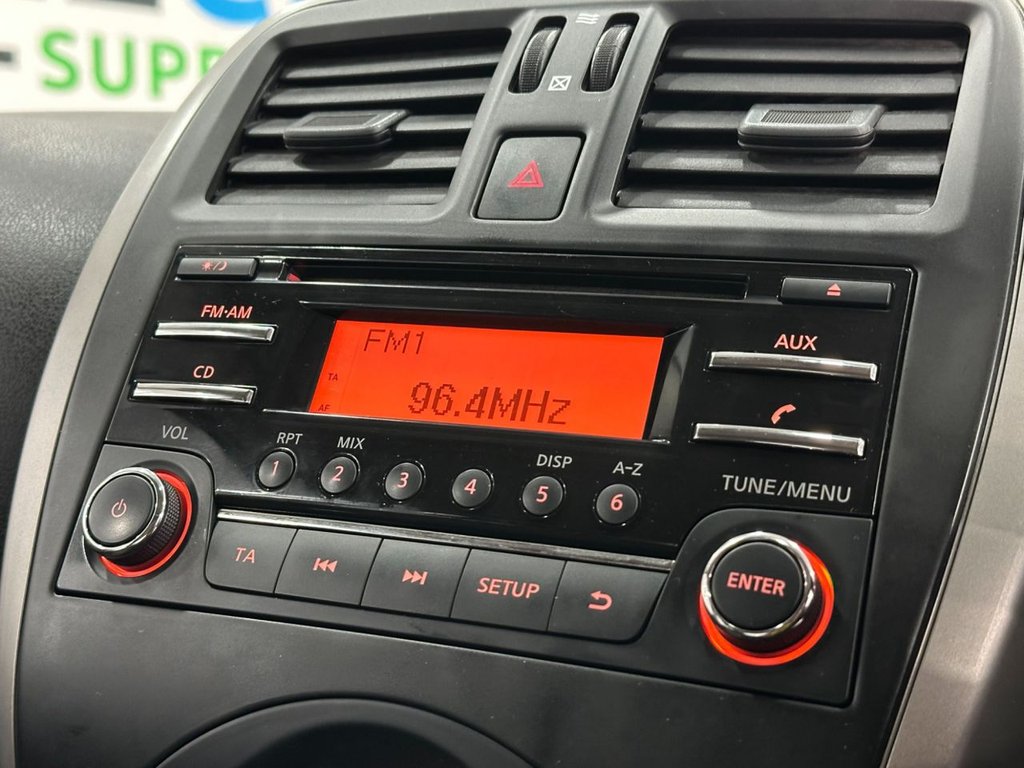 SUPP
FM·AM
CD
FM1
TA
AF
96.4MHz
AUX
VOL
RPT
MIX
DISP
A-Z
1
2
3
4
5
6
TUNE/MENU
TA
SETUP
ENTER